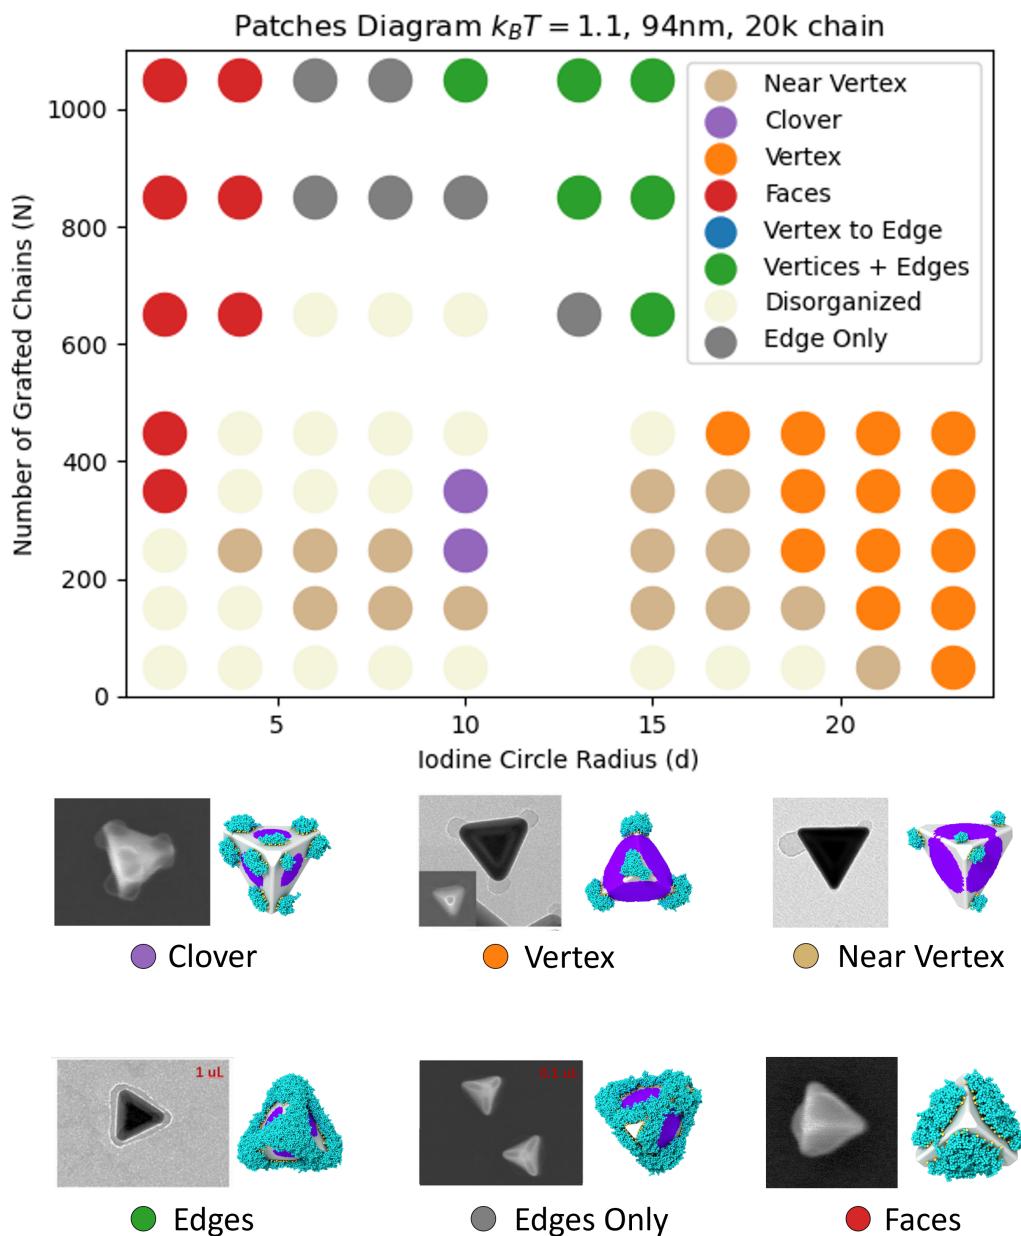 Patches Diagram k_BT = 1.1, 94nm, 20k chain
Number of Grafted Chains (N)
1000
800
600
400
200
0
5 10 15 20
Iodine Circle Radius (d)
Near Vertex
Clover
Vertex
Faces
Vertex to Edge
Vertices + Edges
Disorganized
Edge Only
Clover
Vertex
Near Vertex
1 uL
0.1 uL
Edges
Edges Only
Faces